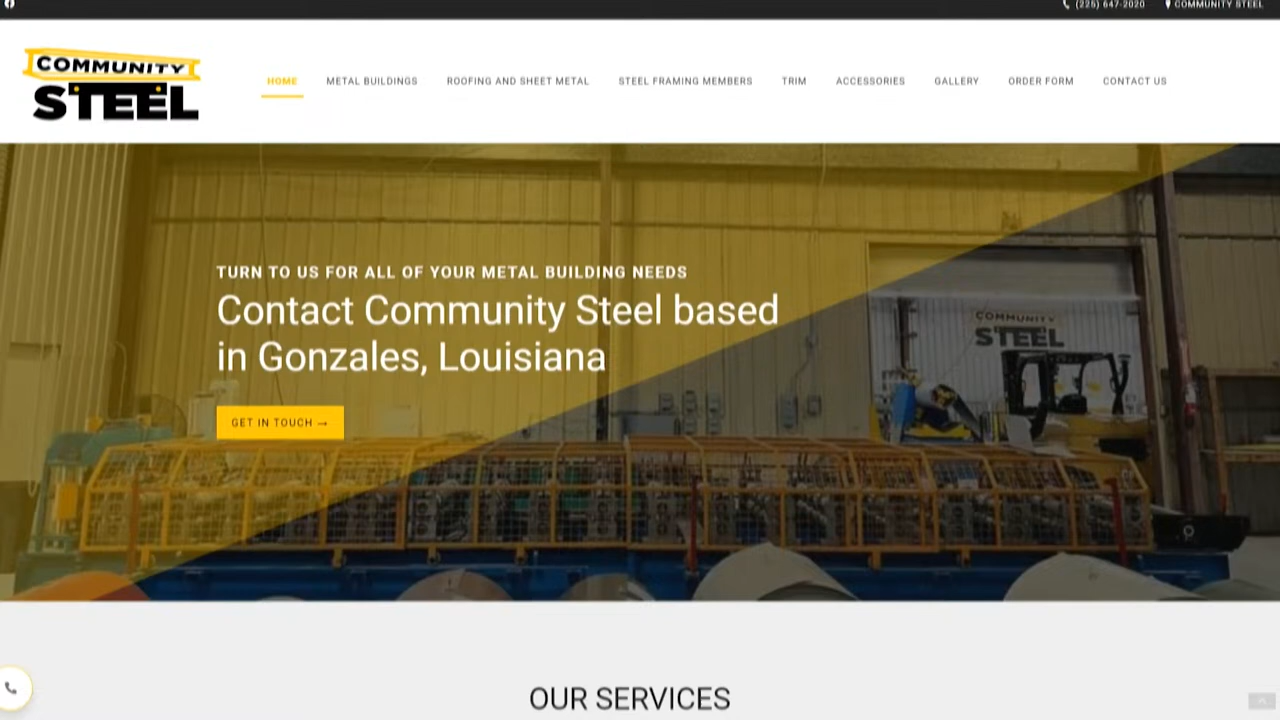 (225) 647-2020 COMMUNITY STEEL
COMMUNITY
STEEL
HOME METAL BUILDINGS ROOFING AND SHEET METAL STEEL FRAMING MEMBERS TRIM ACCESSORIES GALLERY ORDER FORM CONTACT US
TURN TO US FOR ALL OF YOUR METAL BUILDING NEEDS
Contact Community Steel based
in Gonzales, Louisiana
COMMUNITY
STEEL
GET IN TOUCH →
OUR SERVICES